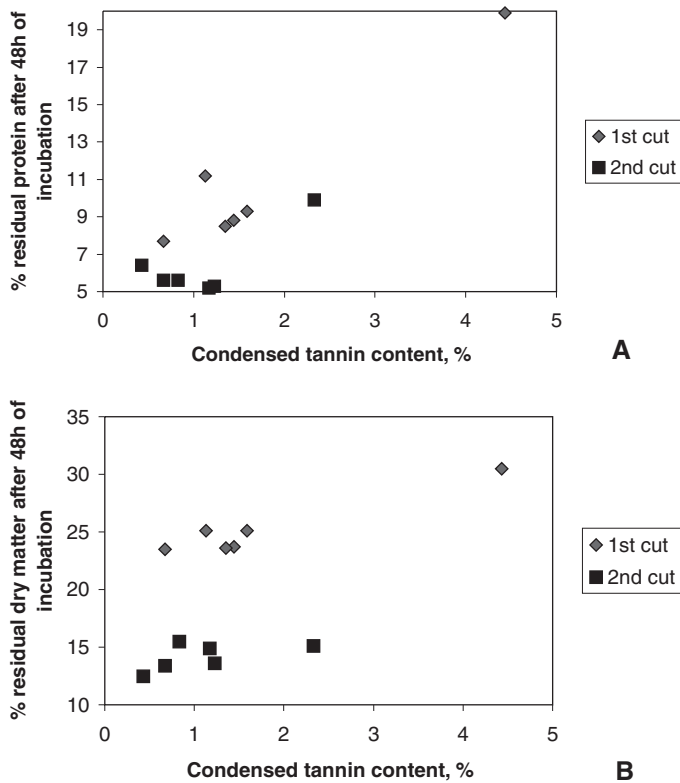 % residual protein after 48h of
incubation
19
17
15
13
11
9
7
5
0 1 2 3 4 5
Condensed tannin content, %
1st cut
2nd cut
A
% residual dry matter after 48h of
incubation
35
30
25
20
15
10
0 1 2 3 4 5
Condensed tannin content, %
1st cut
2nd cut
B